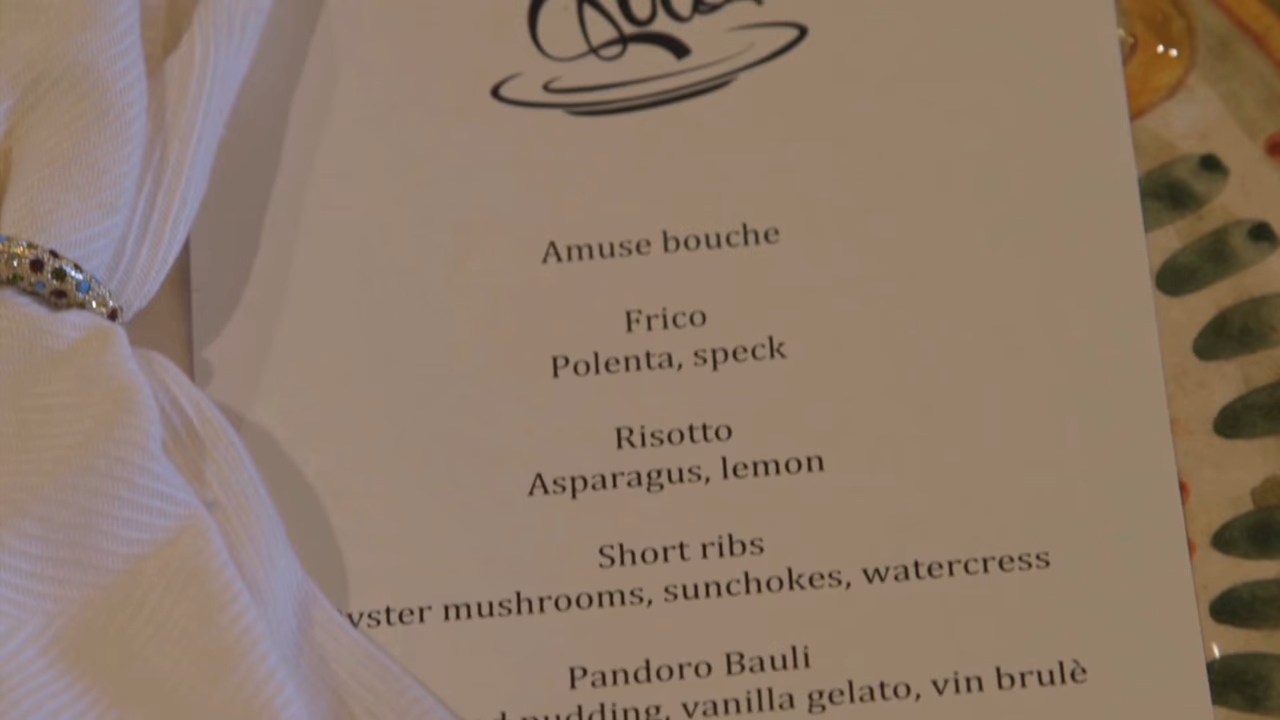 Amuse bouche
Frico
Polenta, speck
Risotto
Asparagus, lemon
Short ribs
mushrooms, sunchokes, watercress
Pandoro Bauli
pudding, vanilla gelato, vin brulè